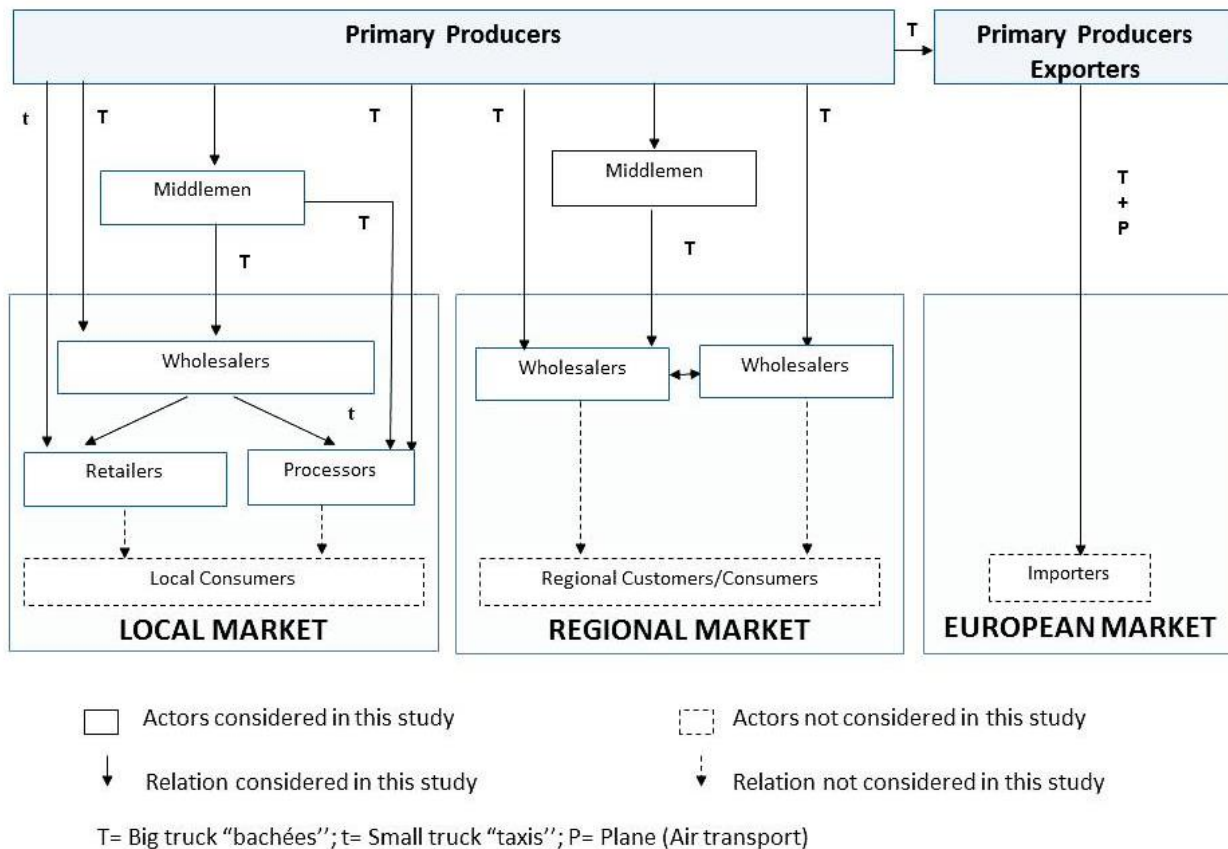 Primary Producers
T
Primary Producers
Exporters
t
T
T
T
T
Middlemen
Middlemen
T
T
T
T
+
P
Wholesalers
Wholesalers
Wholesalers
t
Retailers
Processors
Local Consumers
Regional Customers/Consumers
Importers
LOCAL MARKET
REGIONAL MARKET
EUROPEAN MARKET
Actors considered in this study
Actors not considered in this study
Relation considered in this study
Relation not considered in this study
T= Big truck “bachées’’; t= Small truck “taxis’’; P= Plane (Air transport)